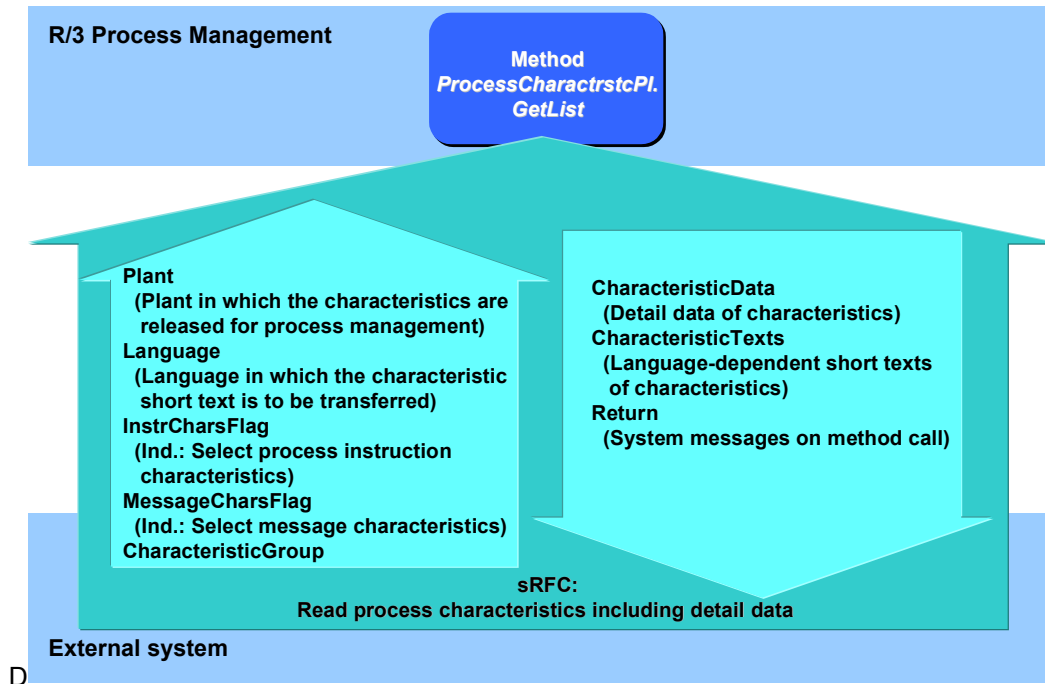 R/3 Process Management
Method
ProcessCharactrstcPI.
GetList
Plant
(Plant in which the characteristics are
released for process management)
Language
(Language in which the characteristic
short text is to be transferred)
InstrCharsFlag
(Ind.: Select process instruction
characteristics)
MessageCharsFlag
(Ind.: Select message characteristics)
CharacteristicGroup
CharacteristicData
(Detail data of characteristics)
CharacteristicTexts
(Language-dependent short texts
of characteristics)
Return
(System messages on method call)
sRFC:
Read process characteristics including detail data
External system
D